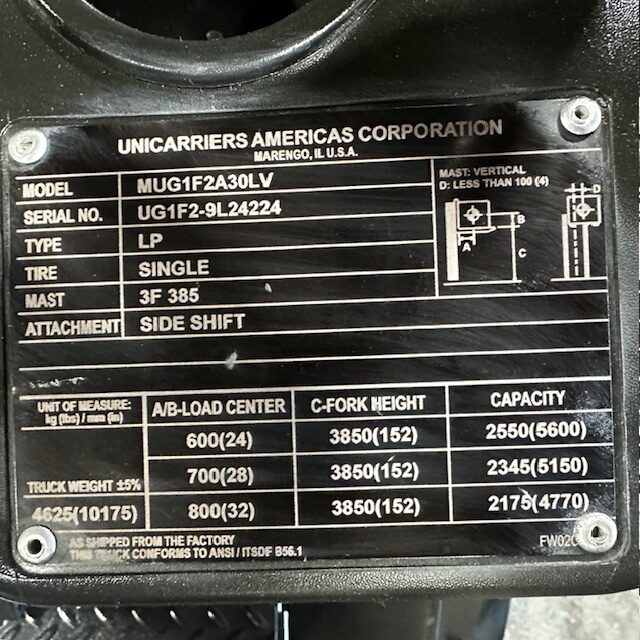 UNICARRIERS AMERICAS CORPORATION
MARENGO, IL U.S.A.
MODEL MUG1F2A30LV
SERIAL NO. UG1F2-9L24224
TYPE LP
TIRE SINGLE
MAST 3F 385
ATTACHMENT SIDE SHIFT
MAST: VERTICAL
D: LESS THAN 100 (4)
D
B
A
C
UNIT OF MEASURE:
kg (lbs) / mm (in)
A/B-LOAD CENTER C-FORK HEIGHT CAPACITY
600(24) 3850(152) 2550(5600)
700(28) 3850(152) 2345(5150)
TRUCK WEIGHT ±5%
4625(10175) 800(32) 3850(152) 2175(4770)
AS SHIPPED FROM THE FACTORY
THIS TRUCK CONFORMS TO ANSI / ITSDF B56.1